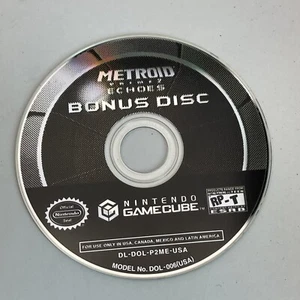 METROID
PRIME 2
ECHOES
BONUS DISC
Official
Nintendo
Seal
NINTENDO
GAMECUBE™
RP-T
ESRB
FOR USE ONLY IN USA, CANADA, MEXICO AND LATIN AMERICA.
DL-DOL-P2ME-USA
MODEL NO. DOL-006(USA)